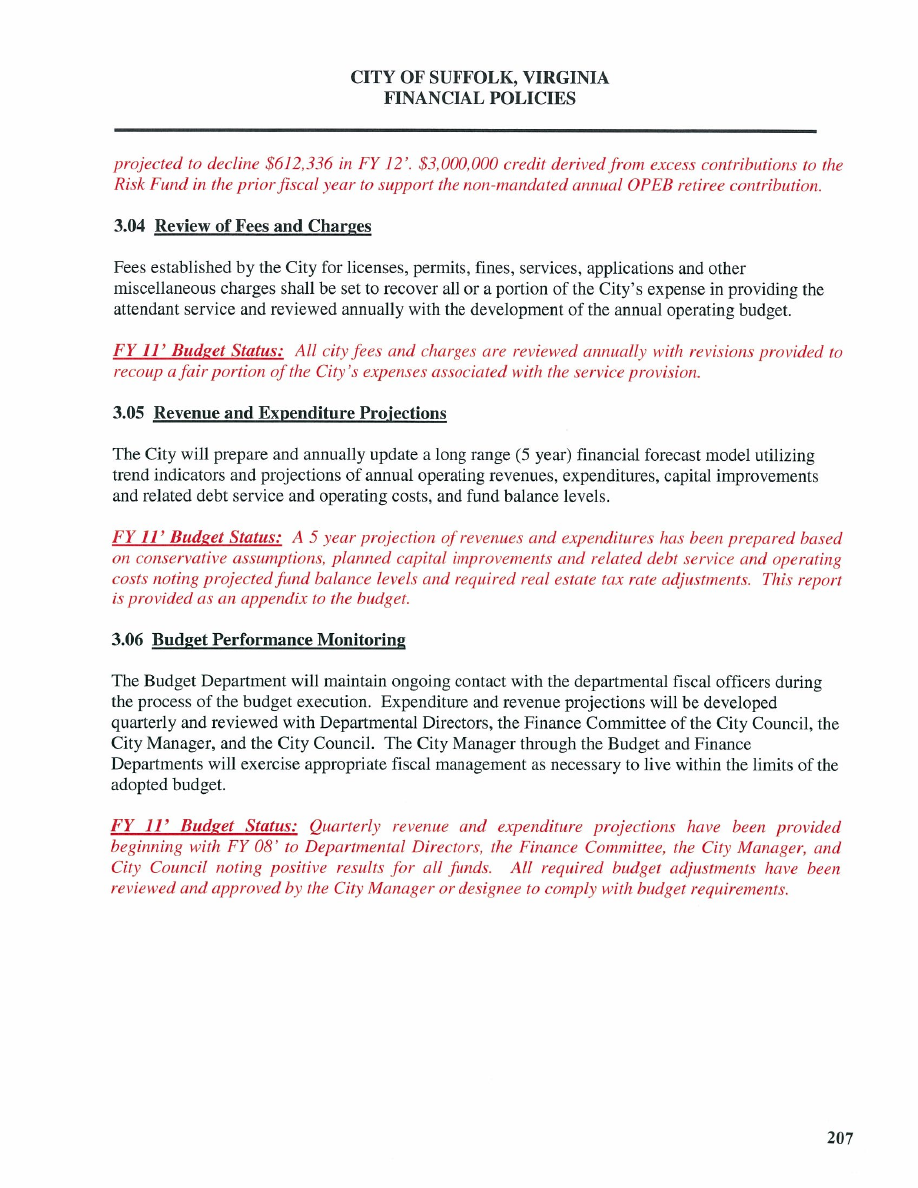 CITY OF SUFFOLK, VIRGINIA
FINANCIAL POLICIES
projected to decline $612,336 in FY 12’. $3,000,000 credit derived from excess contributions to the
Risk Fund in the prior fiscal year to support the non-mandated annual OPEB retiree contribution.
3.04 Review of Fees and Charges
Fees established by the City for licenses, permits, fines, services, applications and other
miscellaneous charges shall be set to recover all or a portion of the City’s expense in providing the
attendant service and reviewed annually with the development of the annual operating budget.
FY 11’ Budget Status: All city fees and charges are reviewed annually with revisions provided to
recoup a fair portion of the City’s expenses associated with the service provision.
3.05 Revenue and Expenditure Projections
The City will prepare and annually update a long range (5 year) financial forecast model utilizing
trend indicators and projections of annual operating revenues, expenditures, capital improvements
and related debt service and operating costs, and fund balance levels.
FY 11’ Budget Status: A 5 year projection of revenues and expenditures has been prepared based
on conservative assumptions, planned capital improvements and related debt service and operating
costs noting projected fund balance levels and required real estate tax rate adjustments. This report
is provided as an appendix to the budget.
3.06 Budget Performance Monitoring
The Budget Department will maintain ongoing contact with the departmental fiscal officers during
the process of the budget execution. Expenditure and revenue projections will be developed
quarterly and reviewed with Departmental Directors, the Finance Committee of the City Council, the
City Manager, and the City Council. The City Manager through the Budget and Finance
Departments will exercise appropriate fiscal management as necessary to live within the limits of the
adopted budget.
FY 11’ Budget Status: Quarterly revenue and expenditure projections have been provided
beginning with FY 08’ to Departmental Directors, the Finance Committee, the City Manager, and
City Council noting positive results for all funds. All required budget adjustments have been
reviewed and approved by the City Manager or designee to comply with budget requirements.
207